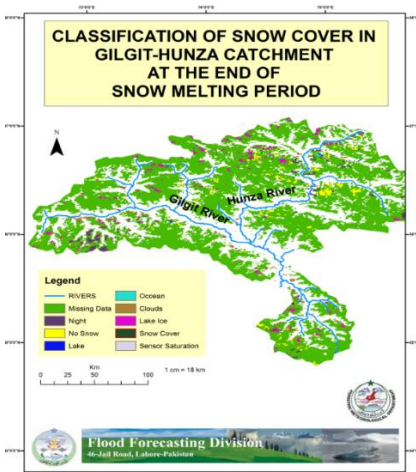 CLASSIFICATION OF SNOW COVER IN
GILGIT-HUNZA CATCHMENT
AT THE END OF
SNOW MELTING PERIOD
N
Hunza River
Gilgit River
Legend
RIVERS
Occean
Missing Data
Clouds
Night
Lake Ice
No Snow
Snow Cover
Lake
Sensor Saturation
Km
0 25 50 100
1 cm = 18 km
Flood Forecasting Division
46-Jail Road, Lahore-Pakistan